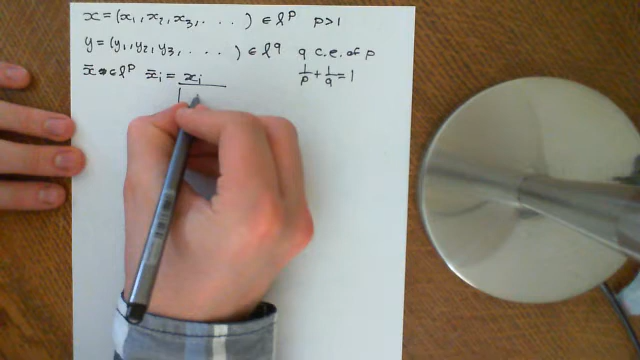 x = (x₁, x₂, x₃, . . . ) ∈ lᵖ p>1
y = (y₁, y₂, y₃, . . . ) ∈ l^q q c.e. of p
x̄ ∈ lᵖ x̄ᵢ = xᵢ / | 1/p + 1/q = 1